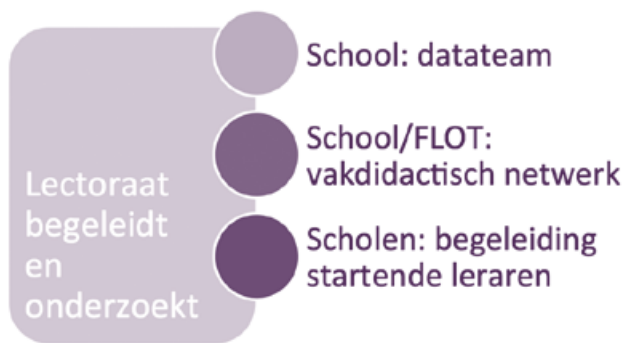 School: datateam
School/FLOT:
vakdidactisch netwerk
Scholen: begeleiding
startende leraren
Lectoraat
begeleidt
en
onderzoekt